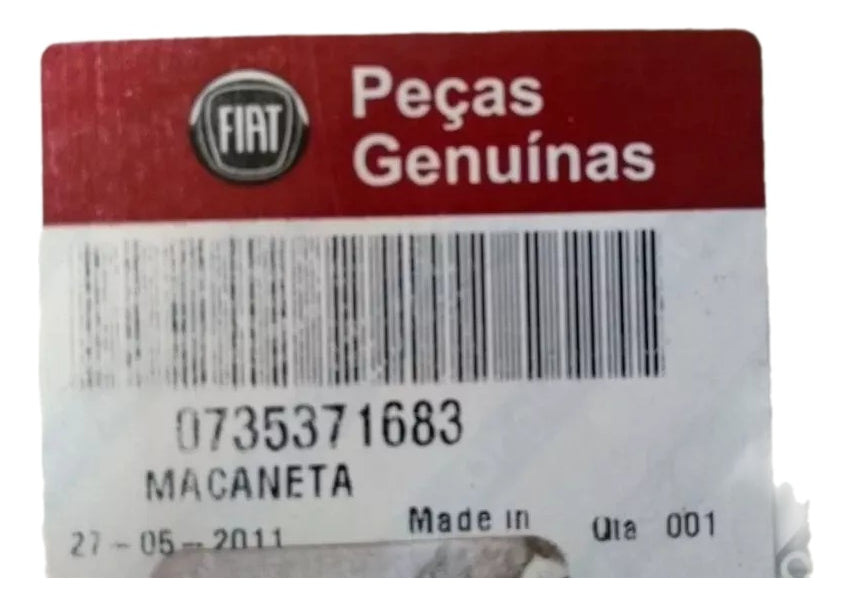 FIAT
Peças
Genuínas
0735371683
MACANETA
27-05-2011
Made in
Qta 001